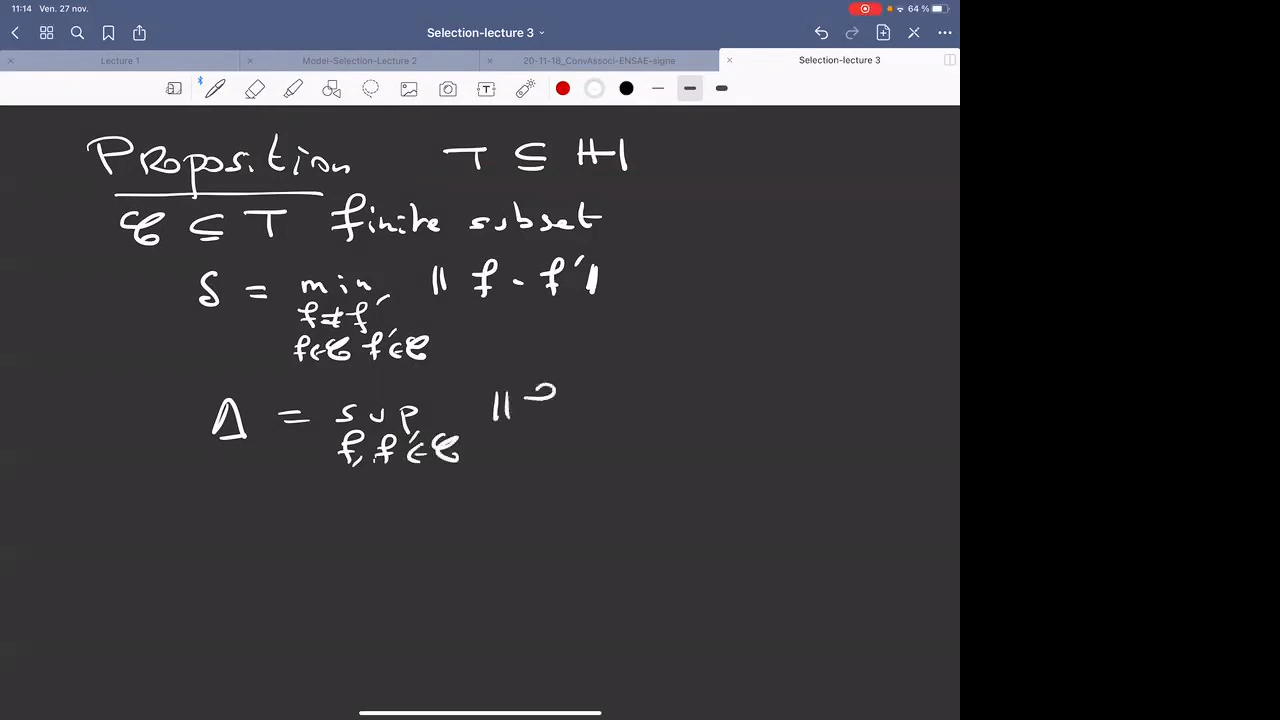 11:14 Ven. 27 nov. 64 %
Selection-lecture 3
Lecture 1 Model-Selection-Lecture 2 20-11-18_ConvAssoci-ENSAE-signe Selection-lecture 3
Proposition T ⊆ ℍ
𝒞 ⊆ T finite subset
δ = min ‖ f - f' ‖
f ≠ f'
f∈𝒞 f'∈𝒞
Δ = sup ‖
f, f' ∈ 𝒞